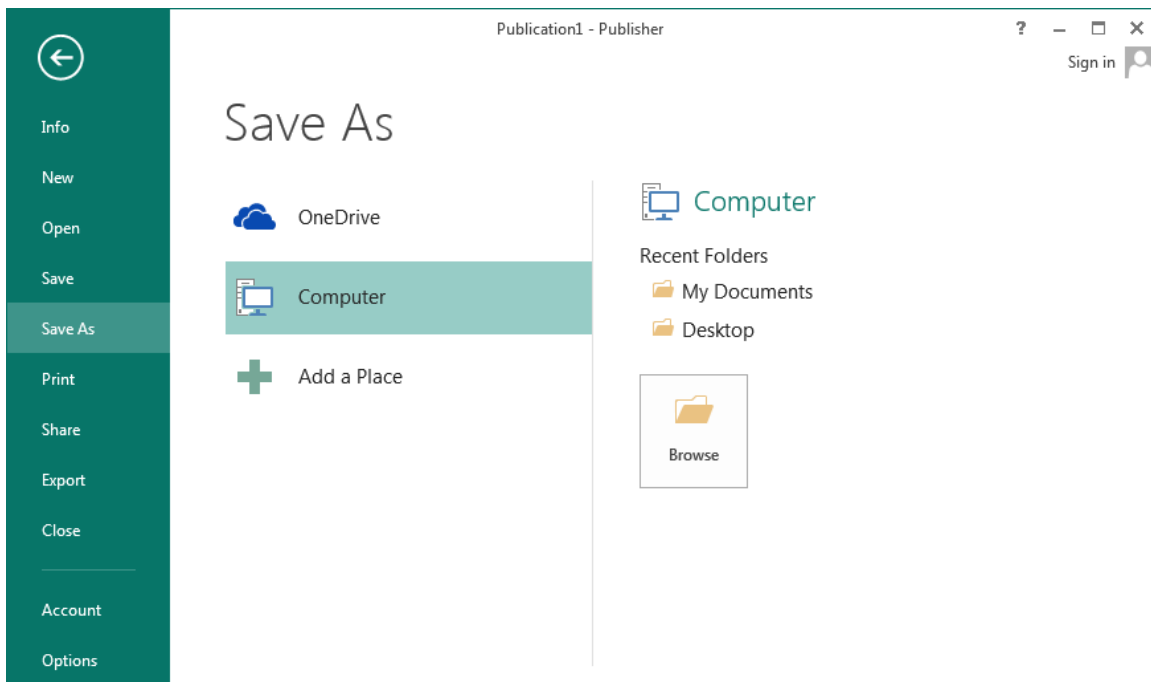 Publication1 - Publisher
?
Sign in
Info
New
Open
Save
Save As
Print
Share
Export
Close
Account
Options
Save As
OneDrive
Computer
Add a Place
Computer
Recent Folders
My Documents
Desktop
Browse